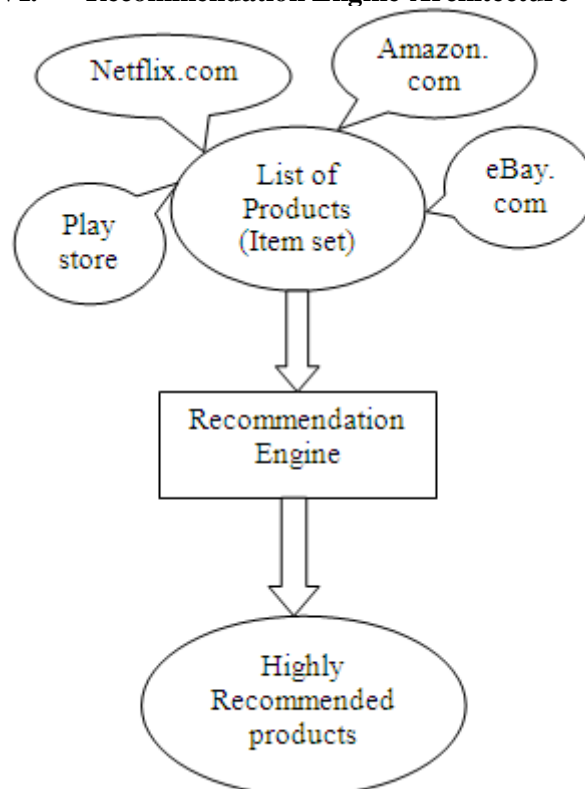 Recommendation Engine Architecture
Netflix.com
Amazon.
com
eBay.
com
Play
store
List of
Products
(Item set)
Recommendation
Engine
Highly
Recommended
products